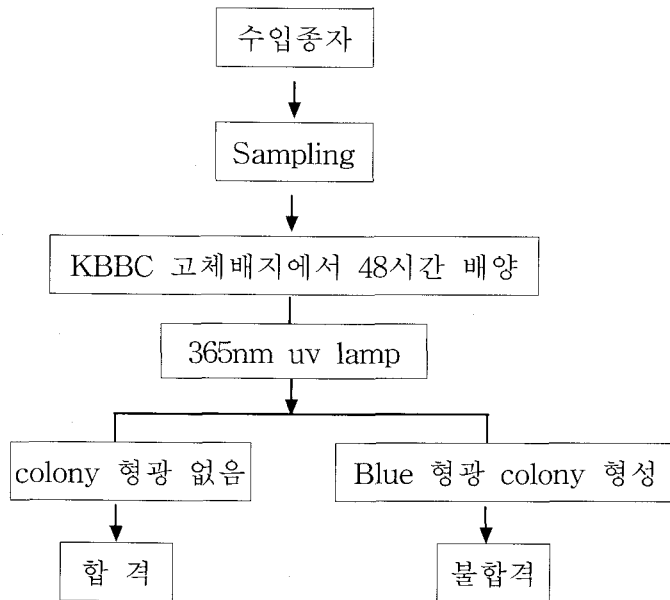 수입종자
Sampling
KBBC 고체배지에서 48시간 배양
365nm uv lamp
colony 형광 없음
Blue 형광 colony 형성
합 격
불합격